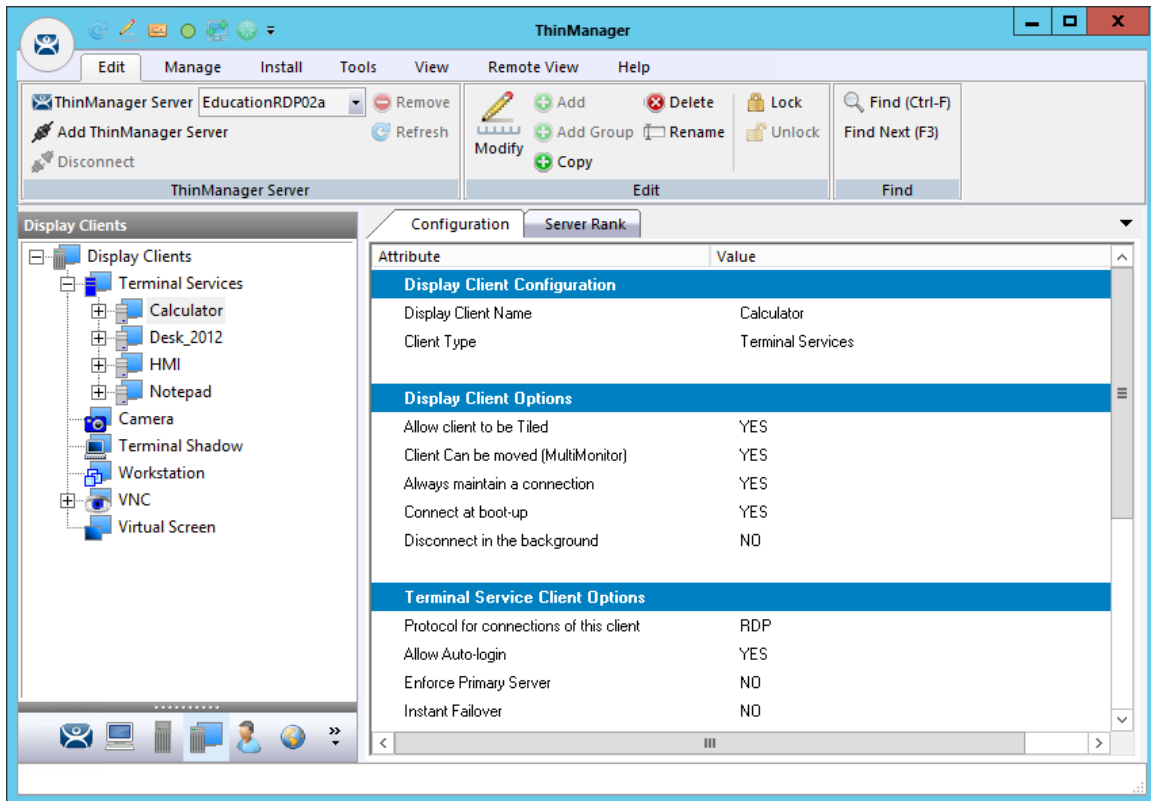 ThinManager
Edit Manage Install Tools View Remote View Help
ThinManager Server EducationRDP02a Remove Add Delete Lock Find (Ctrl-F)
Add ThinManager Server Refresh Modify Add Group Rename Unlock Find Next (F3)
Disconnect Copy
ThinManager Server Edit Find
Display Clients
Display Clients
Terminal Services
Calculator
Desk_2012
HMI
Notepad
Camera
Terminal Shadow
Workstation
VNC
Virtual Screen
Configuration Server Rank
Attribute Value
Display Client Configuration
Display Client Name Calculator
Client Type Terminal Services
Display Client Options
Allow client to be Tiled YES
Client Can be moved (MultiMonitor) YES
Always maintain a connection YES
Connect at boot-up YES
Disconnect in the background NO
Terminal Service Client Options
Protocol for connections of this client RDP
Allow Auto-login YES
Enforce Primary Server NO
Instant Failover NO